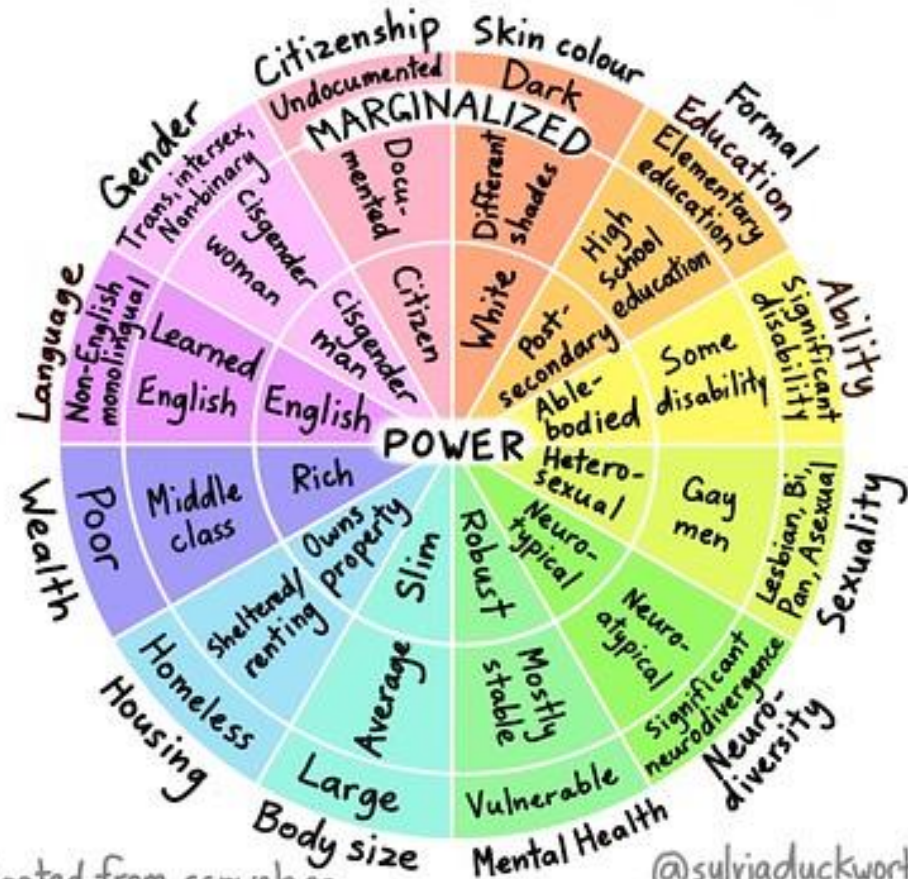 Citizenship
Undocumented
Docu-
mented
Citizen
Skin colour
Dark
Different
shades
White
Formal
Education
Elementary
education
High
school
education
Post-
secondary
Ability
Significant
disability
Some
disability
Able-
bodied
Sexuality
Lesbian, Bi,
Pan, Asexual
Gay
men
Hetero-
sexual
Neuro-
diversity
Significant
neurodivergence
Neuro-
atypical
Neuro-
typical
Mental Health
Vulnerable
Mostly
stable
Robust
Body size
Large
Average
Slim
Housing
Homeless
Sheltered/
renting
Owns
property
Wealth
Poor
Middle
class
Rich
Language
Non-English
monolingual
Learned
English
English
Gender
Trans, intersex,
Non-binary
cisgender
woman
cisgender
man
MARGINALIZED
POWER
from
@sylviaduckwort